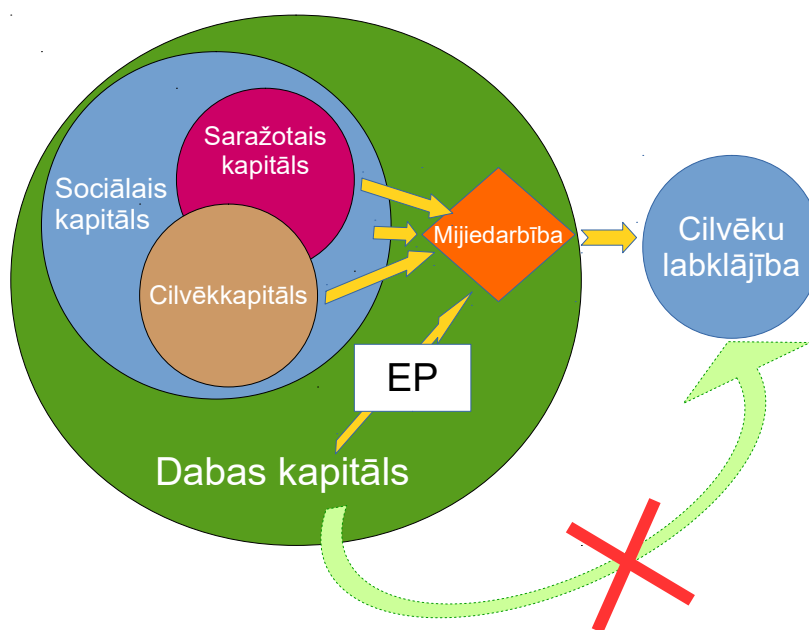 Saražotais
kapitāls
Sociālais
kapitāls
Mijiedarbība
Cilvēku
labklājība
Cilvēkkapitāls
EP
Dabas kapitāls